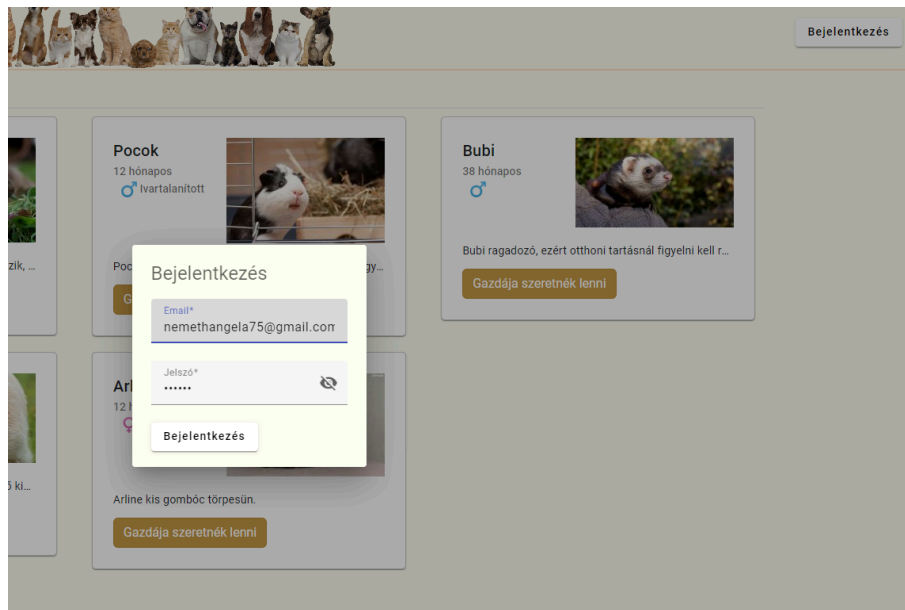 Bejelentkezés
Pocok
12 hónapos
Ivartalanított
Bubi
38 hónapos
zik, ...
Poc
gy...
Bubi ragadozó, ezért otthoni tartásnál figyelni kell r...
G
Gazdája szeretnék lenni
Bejelentkezés
Email*
nemethangela75@gmail.com
Jelszó*
••••••
Bejelentkezés
Arl
12 h
ő ki...
Arline kis gombóc törpesün.
Gazdája szeretnék lenni